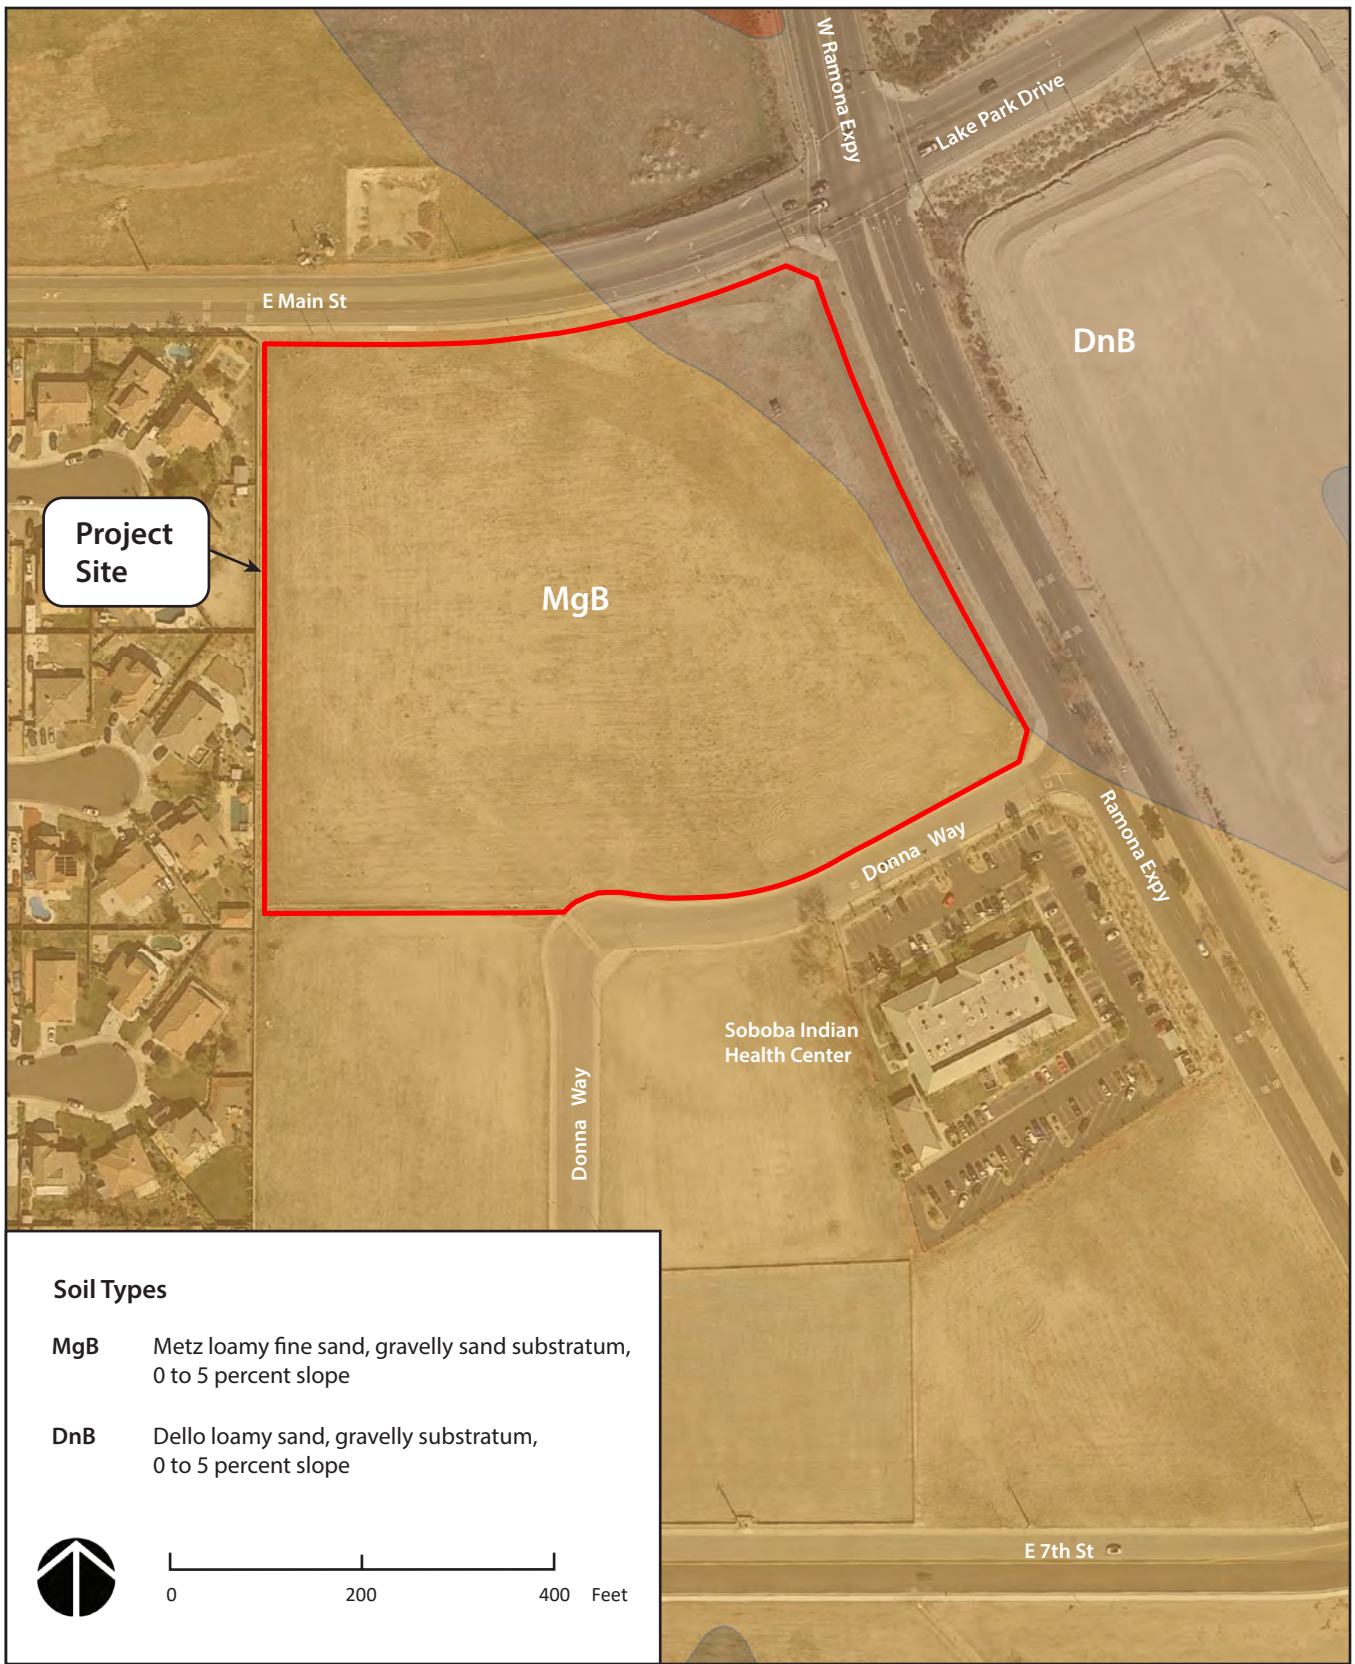 W Ramona Expy
Lake Park Drive
E Main St
DnB
Project
Site
MgB
Donna Way
Ramona Expy
Soboba Indian
Health Center
Donna Way
Soil Types
MgB Metz loamy fine sand, gravelly sand substratum,
0 to 5 percent slope
DnB Dello loamy sand, gravelly substratum,
0 to 5 percent slope
0 200 400 Feet
E 7th St